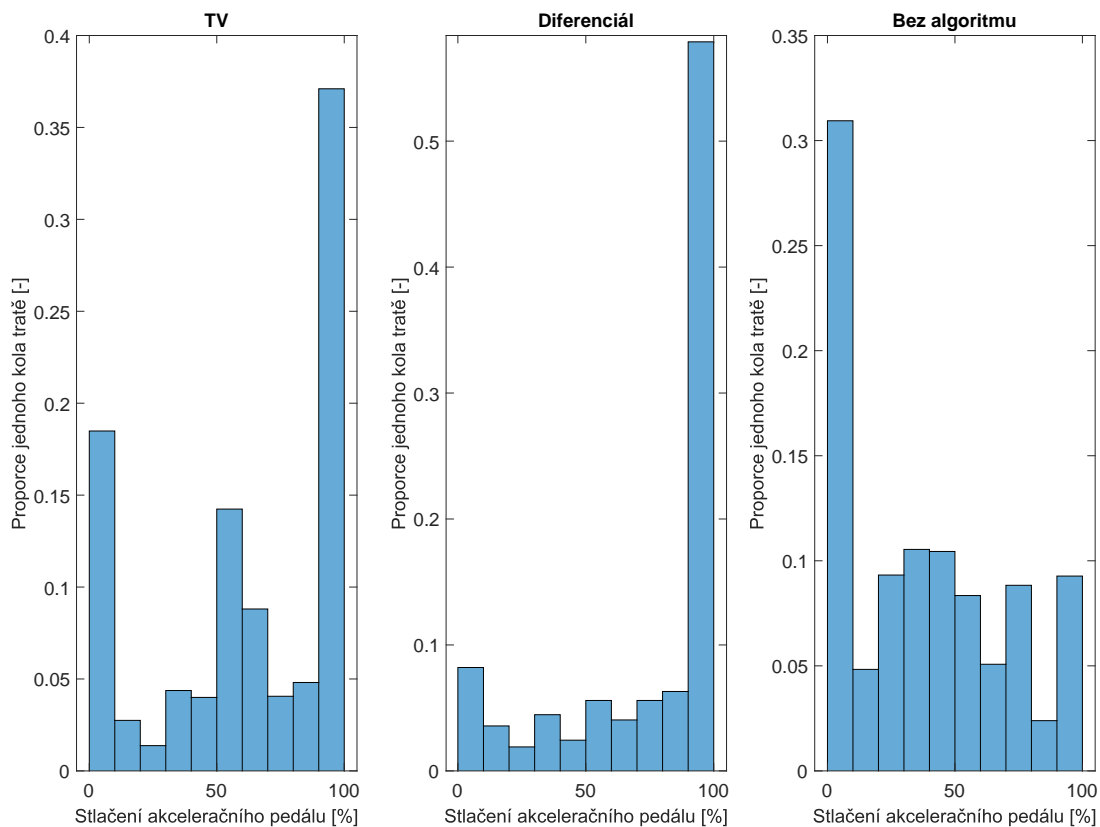 TV
0.4
0.35
0.3
0.25
0.2
0.15
0.1
0.05
0
0 50 100
Proporce jednoho kola tratě [-]
Stlačení akceleračního pedálu [%]
Diferenciál
0.5
0.4
0.3
0.2
0.1
0
0 50 100
Proporce jednoho kola tratě [-]
Stlačení akceleračního pedálu [%]
Bez algoritmu
0.35
0.3
0.25
0.2
0.15
0.1
0.05
0
0 50 100
Proporce jednoho kola tratě [-]
Stlačení akceleračního pedálu [%]